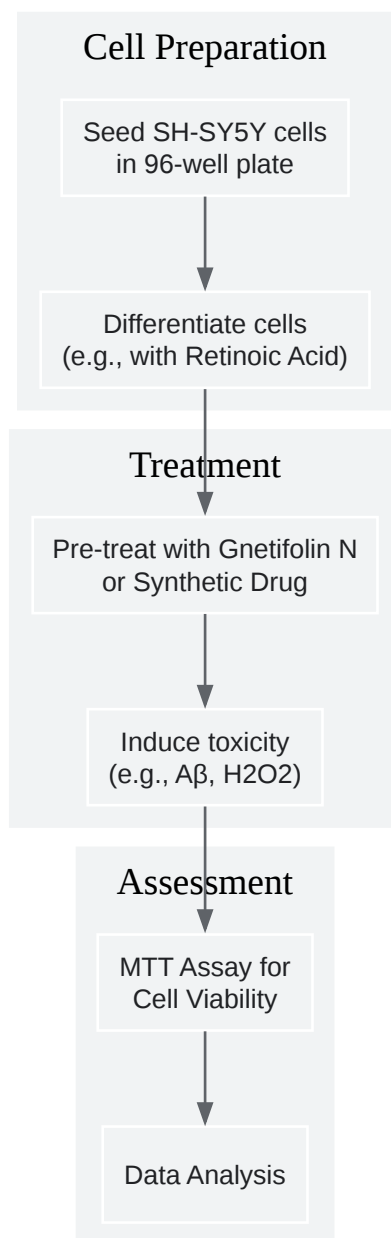 Cell Preparation
Seed SH-SY5Y cells
in 96-well plate
Differentiate cells
(e.g., with Retinoic Acid)
Treatment
Pre-treat with Gnetifolin N
or Synthetic Drug
Induce toxicity
(e.g., Aβ, H2O2)
Assessment
MTT Assay for
Cell Viability
Data Analysis